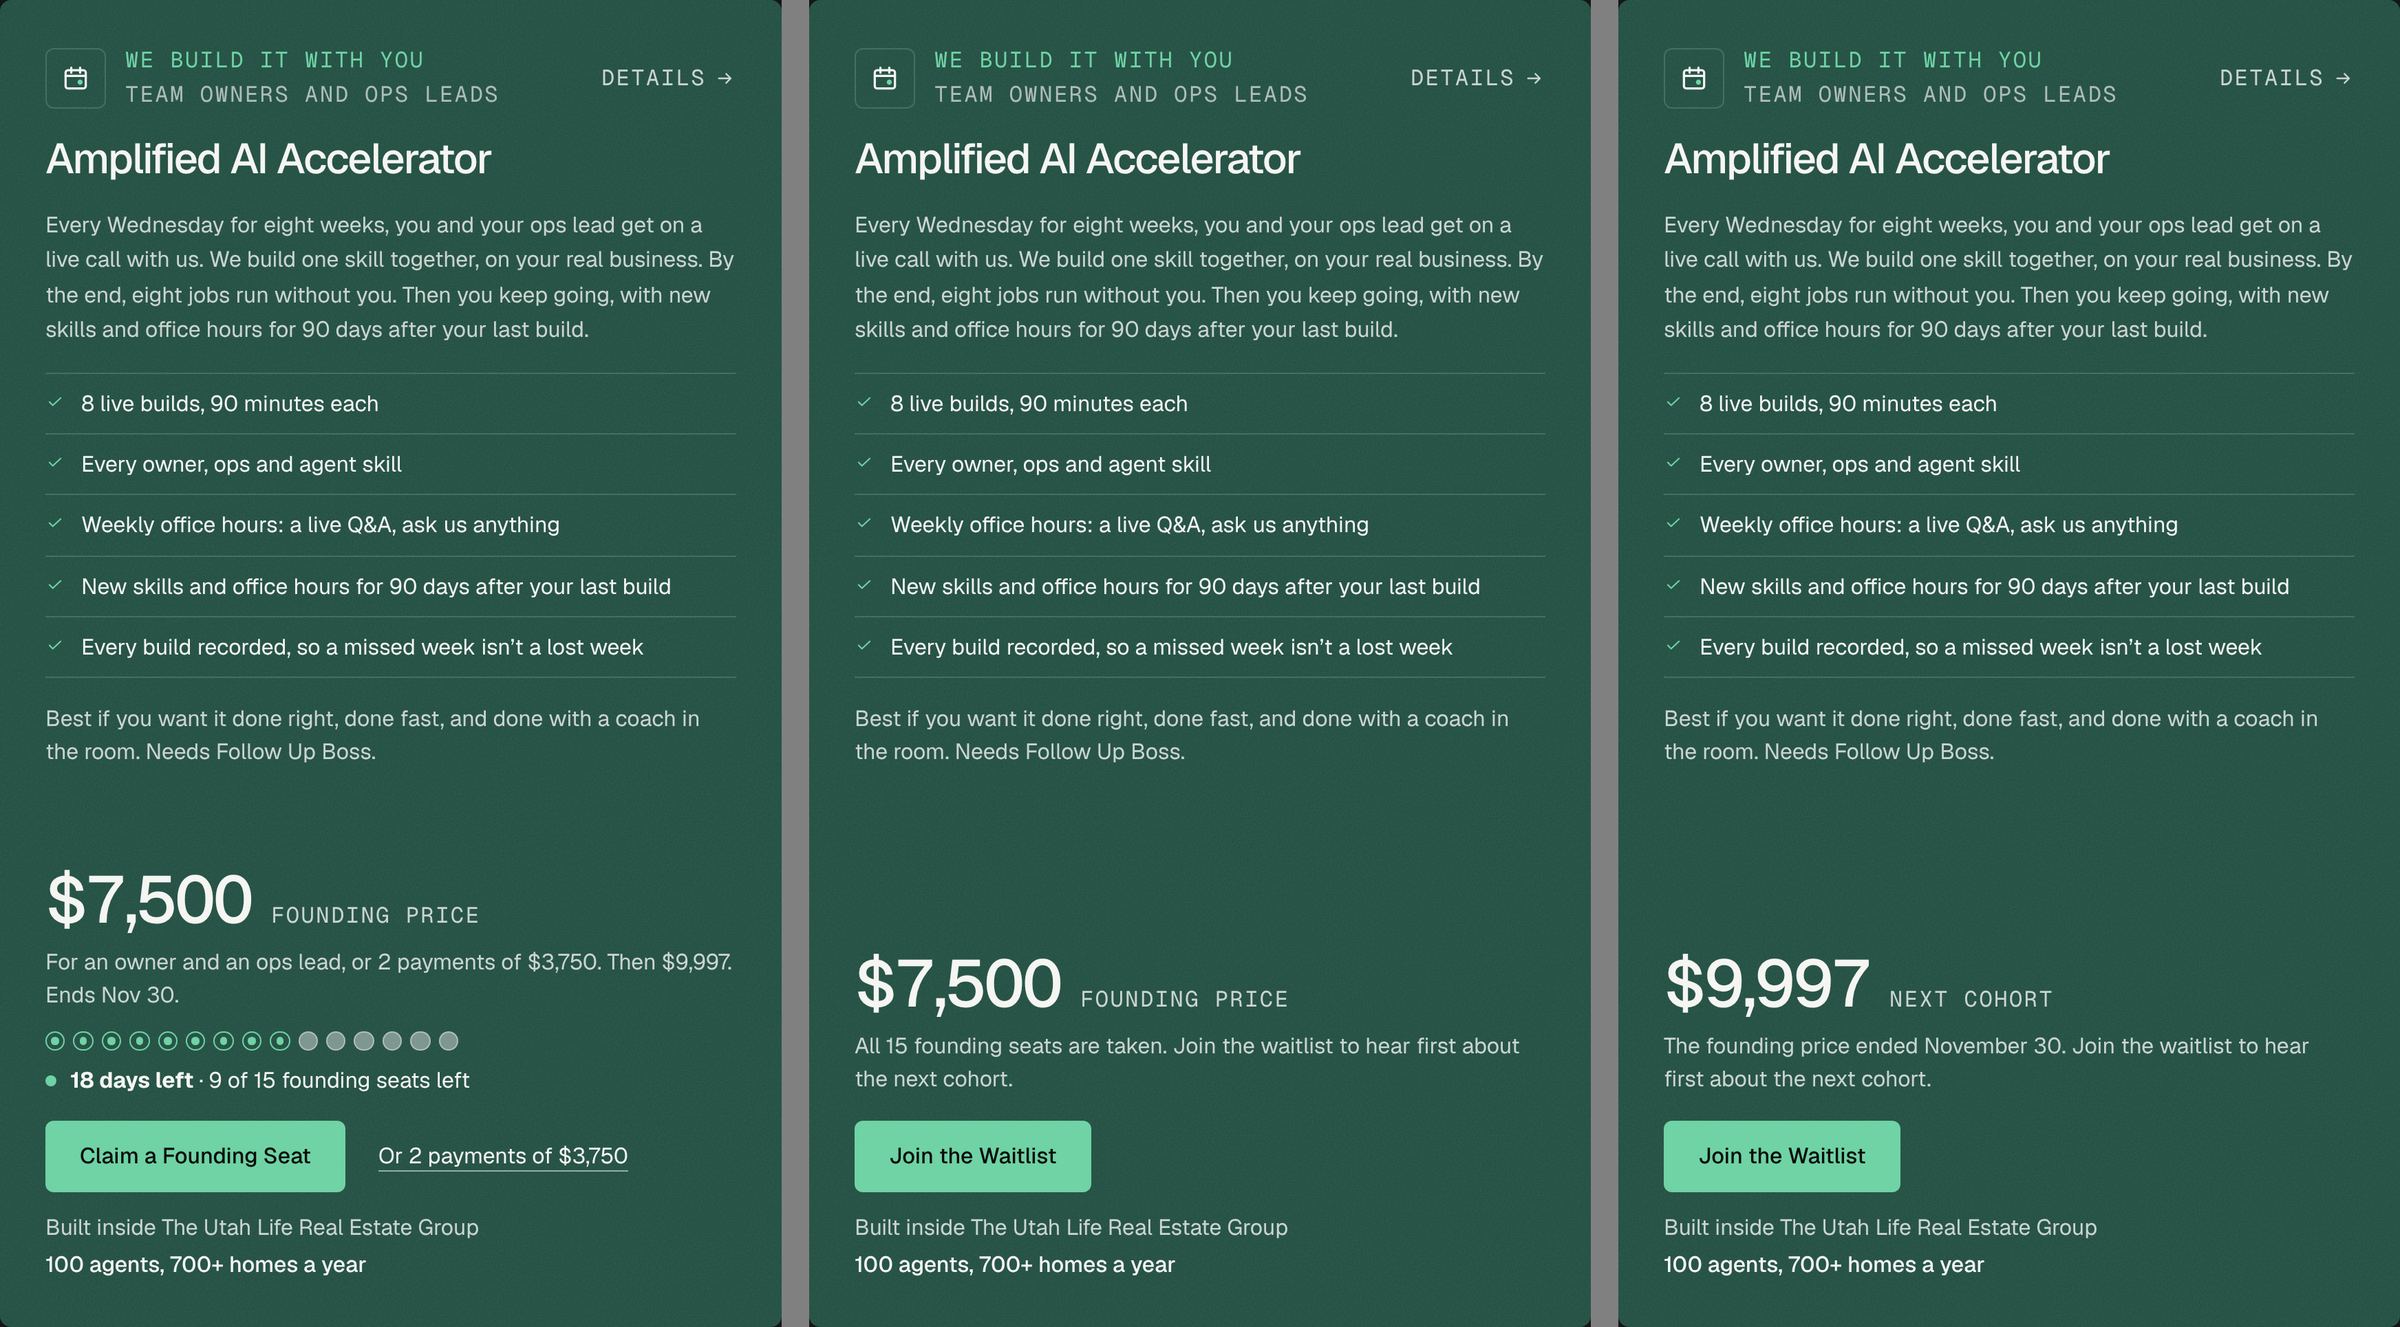 WE BUILD IT WITH YOU
TEAM OWNERS AND OPS LEADS
DETAILS →
Amplified AI Accelerator
Every Wednesday for eight weeks, you and your ops lead get on a
live call with us. We build one skill together, on your real business. By
the end, eight jobs run without you. Then you keep going, with new
skills and office hours for 90 days after your last build.
8 live builds, 90 minutes each
Every owner, ops and agent skill
Weekly office hours: a live Q&A, ask us anything
New skills and office hours for 90 days after your last build
Every build recorded, so a missed week isn’t a lost week
Best if you want it done right, done fast, and done with a coach in
the room. Needs Follow Up Boss.
$7,500 FOUNDING PRICE
For an owner and an ops lead, or 2 payments of $3,750. Then $9,997.
Ends Nov 30.
18 days left · 9 of 15 founding seats left
Claim a Founding Seat
Or 2 payments of $3,750
Built inside The Utah Life Real Estate Group
100 agents, 700+ homes a year
WE BUILD IT WITH YOU
TEAM OWNERS AND OPS LEADS
DETAILS →
Amplified AI Accelerator
Every Wednesday for eight weeks, you and your ops lead get on a
live call with us. We build one skill together, on your real business. By
the end, eight jobs run without you. Then you keep going, with new
skills and office hours for 90 days after your last build.
8 live builds, 90 minutes each
Every owner, ops and agent skill
Weekly office hours: a live Q&A, ask us anything
New skills and office hours for 90 days after your last build
Every build recorded, so a missed week isn’t a lost week
Best if you want it done right, done fast, and done with a coach in
the room. Needs Follow Up Boss.
$7,500 FOUNDING PRICE
All 15 founding seats are taken. Join the waitlist to hear first about
the next cohort.
Join the Waitlist
Built inside The Utah Life Real Estate Group
100 agents, 700+ homes a year
WE BUILD IT WITH YOU
TEAM OWNERS AND OPS LEADS
DETAILS →
Amplified AI Accelerator
Every Wednesday for eight weeks, you and your ops lead get on a
live call with us. We build one skill together, on your real business. By
the end, eight jobs run without you. Then you keep going, with new
skills and office hours for 90 days after your last build.
8 live builds, 90 minutes each
Every owner, ops and agent skill
Weekly office hours: a live Q&A, ask us anything
New skills and office hours for 90 days after your last build
Every build recorded, so a missed week isn’t a lost week
Best if you want it done right, done fast, and done with a coach in
the room. Needs Follow Up Boss.
$9,997 NEXT COHORT
The founding price ended November 30. Join the waitlist to hear
first about the next cohort.
Join the Waitlist
Built inside The Utah Life Real Estate Group
100 agents, 700+ homes a year